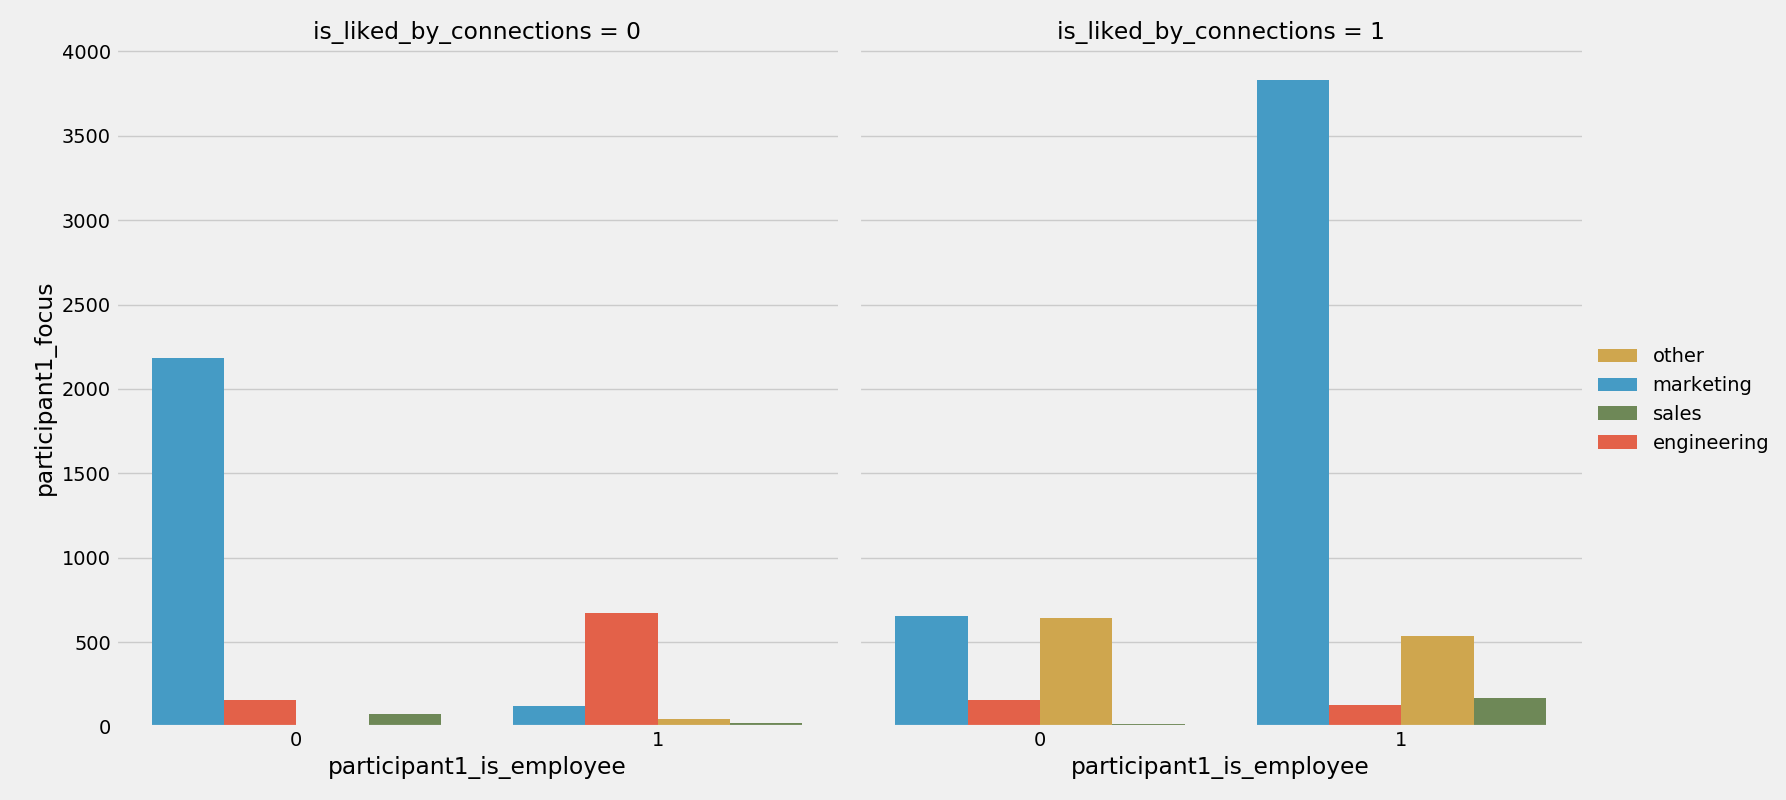 is_liked_by_connections = 0
is_liked_by_connections = 1
4000
3500
3000
2500
2000
1500
1000
500
0
participant1_focus
0
1
0
1
participant1_is_employee
participant1_is_employee
other
marketing
sales
engineering